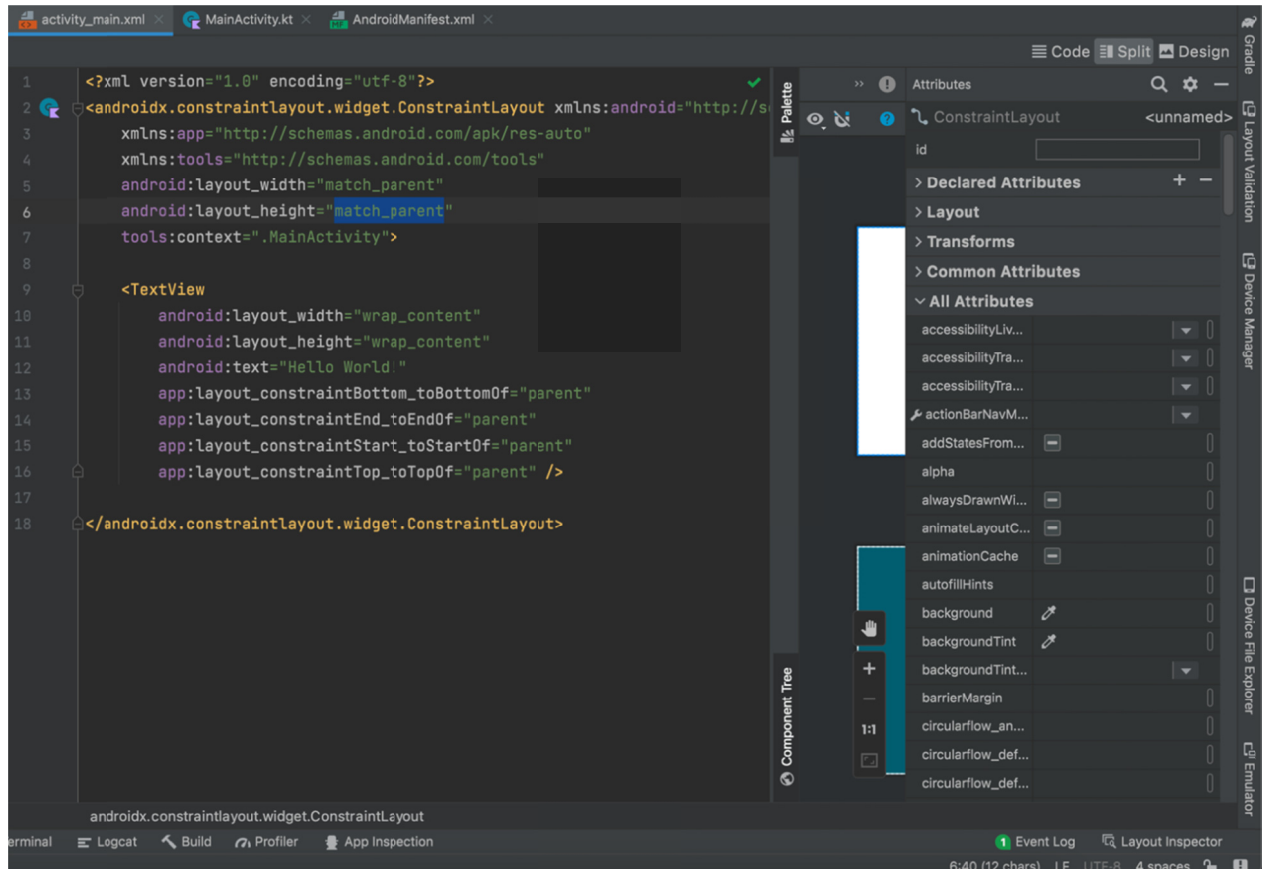 activity_main.xml
MainActivity.kt
AndroidManifest.xml
Code
Split
Design
1 <?xml version="1.0" encoding="utf-8"?>
2 <androidx.constraintlayout.widget.ConstraintLayout xmlns:android="http://s
3 xmlns:app="http://schemas.android.com/apk/res-auto"
4 xmlns:tools="http://schemas.android.com/tools"
5 android:layout_width="match_parent"
6 android:layout_height="match_parent"
7 tools:context=".MainActivity">
8
9 <TextView
10 android:layout_width="wrap_content"
11 android:layout_height="wrap_content"
12 android:text="Hello World!"
13 app:layout_constraintBottom_toBottomOf="parent"
14 app:layout_constraintEnd_toEndOf="parent"
15 app:layout_constraintStart_toStartOf="parent"
16 app:layout_constraintTop_toTopOf="parent" />
17
18 </androidx.constraintlayout.widget.ConstraintLayout>
androidx.constraintlayout.widget.ConstraintLayout
Palette
Component Tree
1:1
Attributes
ConstraintLayout <unnamed>
id
Declared Attributes
Layout
Transforms
Common Attributes
All Attributes
accessibilityLiv...
accessibilityTra...
accessibilityTra...
actionBarNavM...
addStatesFrom...
alpha
alwaysDrawnWi...
animateLayoutC...
animationCache
autofillHints
background
backgroundTint
backgroundTint...
barrierMargin
circularflow_an...
circularflow_def...
circularflow_def...
Gradle
Layout Validation
Device Manager
Device File Explorer
Emulator
erminal
Logcat
Build
Profiler
App Inspection
1 Event Log
Layout Inspector
6:40 (12 chars) LF UTF-8 4 spaces